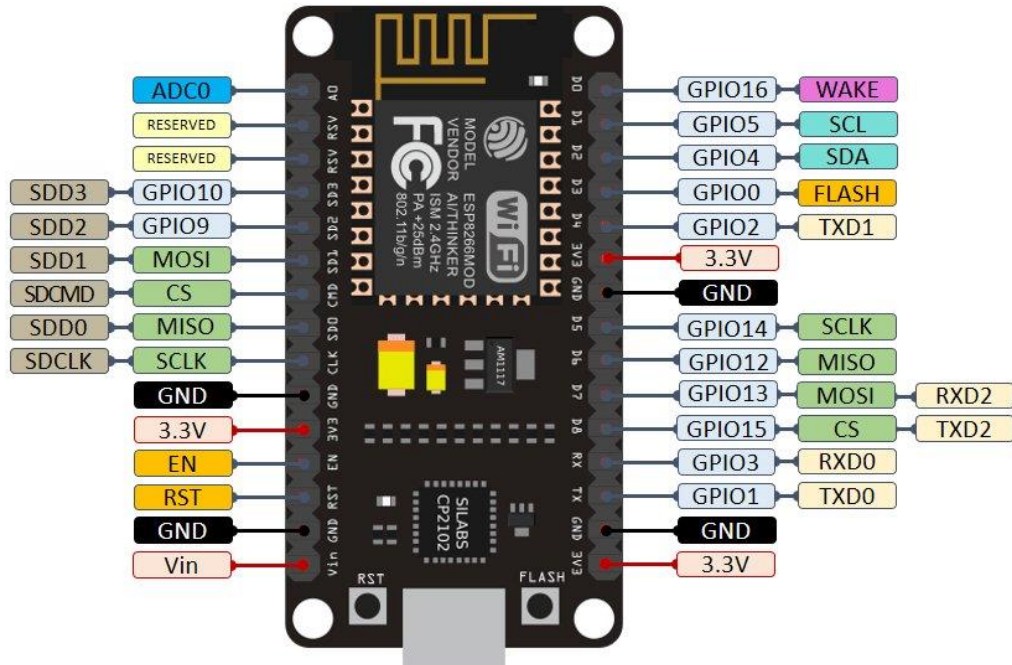 ADC0
RESERVED
RESERVED
SDD3 GPIO10
SDD2 GPIO9
SDD1 MOSI
SDCMD CS
SDD0 MISO
SDCLK SCLK
GND
3.3V
EN
RST
GND
Vin
A0
RSV
RSV
SD3
SD2
SD1
CMD
SD0
CLK
GND
3V3
EN
RST
GND
Vin
MODEL
VENDOR
FC
ESP8266MOD
AI/THINKER
ISM 2.4GHz
PA +25dBm
802.11b/g/n
Wi Fi
AM1117
SILABS
CP2102
RST
FLASH
D0
D1
D2
D3
D4
3V3
GND
D5
D6
D7
D8
RX
TX
GND
3V3
GPIO16 WAKE
GPIO5 SCL
GPIO4 SDA
GPIO0 FLASH
GPIO2 TXD1
3.3V
GND
GPIO14 SCLK
GPIO12 MISO
GPIO13 MOSI RXD2
GPIO15 CS TXD2
GPIO3 RXD0
GPIO1 TXD0
GND
3.3V